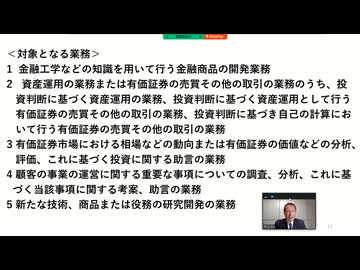 ＜対象となる業務＞
1 金融工学などの知識を用いて行う金融商品の開発業務
2 資産運用の業務または有価証券の売買その他の取引の業務のうち、投
資判断に基づく資産運用の業務、投資判断に基づく資産運用として行う
有価証券の売買その他の取引の業務、投資判断に基づき自己の計算にお
いて行う有価証券の売買その他の取引の業務
3 有価証券市場における相場などの動向または有価証券の価値などの分析、
評価、これに基づく投資に関する助言の業務
4 顧客の事業の運営に関する重要な事項についての調査、分析、これに基
づく当該事項に関する考案、助言の業務
5 新たな技術、商品または役務の研究開発の業務
12